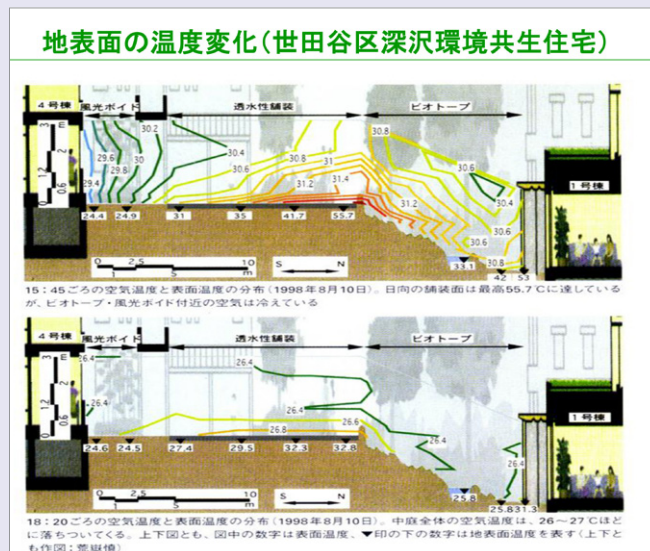 地表面の温度変化(世田谷区深沢環境共生住宅)
4号棟 風光ボイド 透水性舗装 ビオトープ
3 m 2 1.2 0.6
29.4 29.6 29.8 30 30.2 30.4 30.6 30.8 31 31.2 31.4 31.2 30.6 30.8 30.8 30.6 30.4
1号棟
24.4 24.9 31 35 41.7 55.7 33.1 42 53
0 1 2.5 5 10 m
S N
15:45ごろの空気温度と表面温度の分布(1998年8月10日)。日向の舗装面は最高55.7℃に達している
が、ビオトープ・風光ボイド付近の空気は冷えている
4号棟 風光ボイド 透水性舗装 ビオトープ
3 m 2 1.2 0.6
26.4 26.4 26.4 26.4 26.6 26.8 26.4 26.4
1号棟
24.6 24.5 27.4 29.5 32.3 32.8 25.8 25.8 31.3
0 1 2.5 5 10 m
S N
18:20ごろの空気温度と表面温度の分布(1998年8月10日)。中庭全体の空気温度は、26〜27℃ほど
に落ちついてくる。上下図とも、図中の数字は表面温度、▼印の下の数字は地表面温度を表す(上下と
も作図:荒嶽慎)